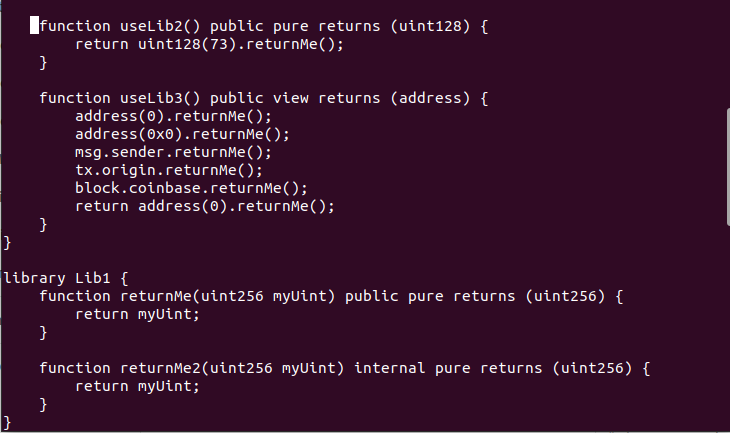 function useLib2() public pure returns (uint128) {
        return uint128(73).returnMe();
    }

    function useLib3() public view returns (address) {
        address(0).returnMe();
        address(0x0).returnMe();
        msg.sender.returnMe();
        tx.origin.returnMe();
        block.coinbase.returnMe();
        return address(0).returnMe();
    }
}

library Lib1 {
    function returnMe(uint256 myUint) public pure returns (uint256) {
        return myUint;
    }

    function returnMe2(uint256 myUint) internal pure returns (uint256) {
        return myUint;
    }
}